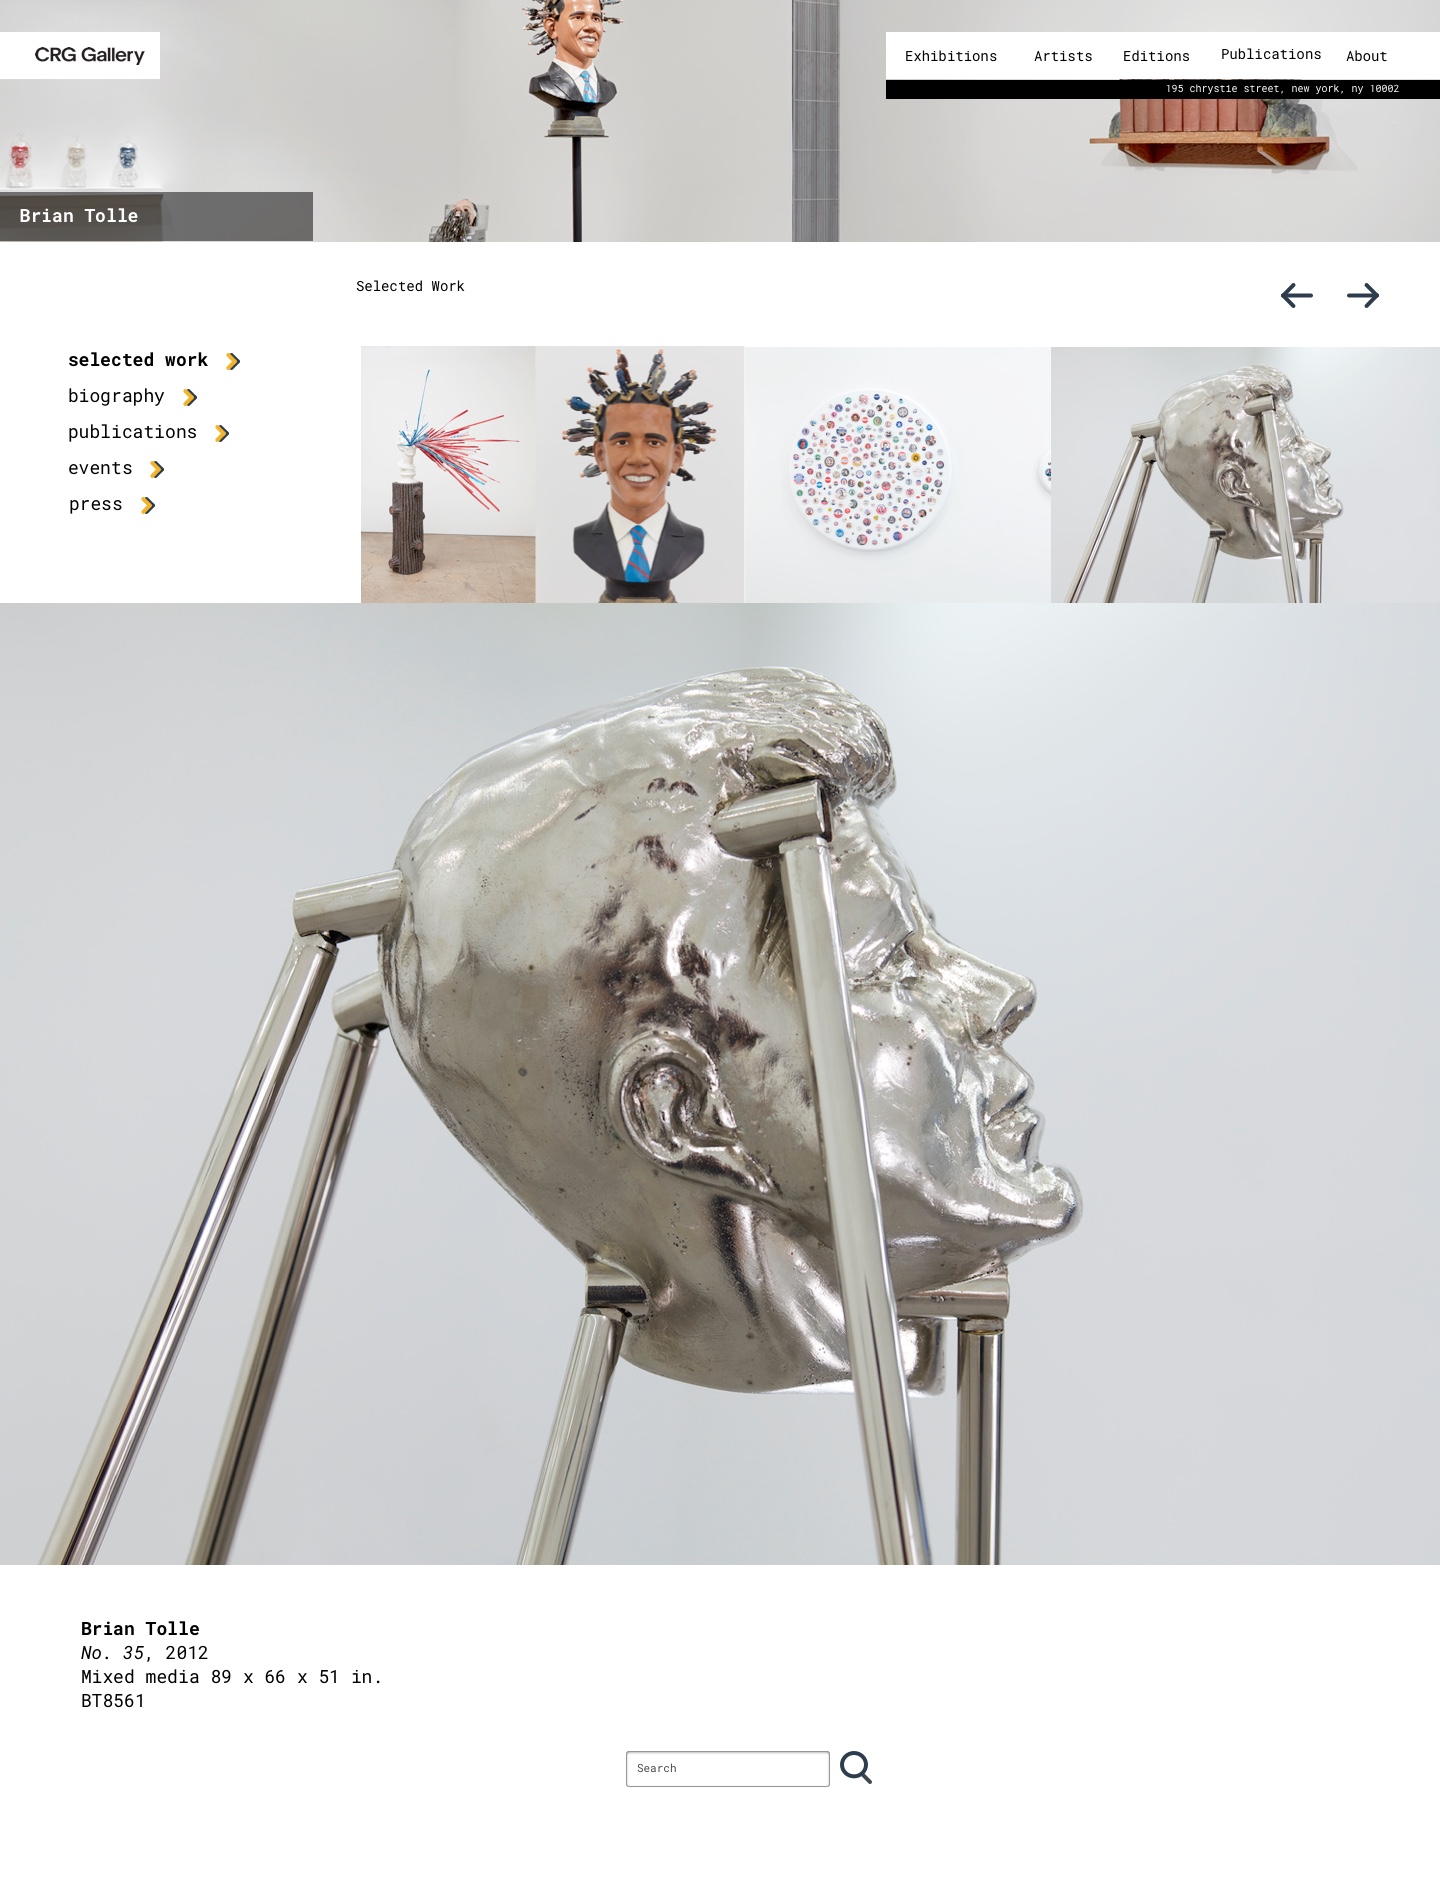 CRG Gallery
Exhibitions Artists Editions Publications About
195 chrystie street, new york, ny 10002
Brian Tolle
Selected Work
selected work
biography
publications
events
press
Brian Tolle
No. 35, 2012
Mixed media 89 x 66 x 51 in.
BT8561
Search